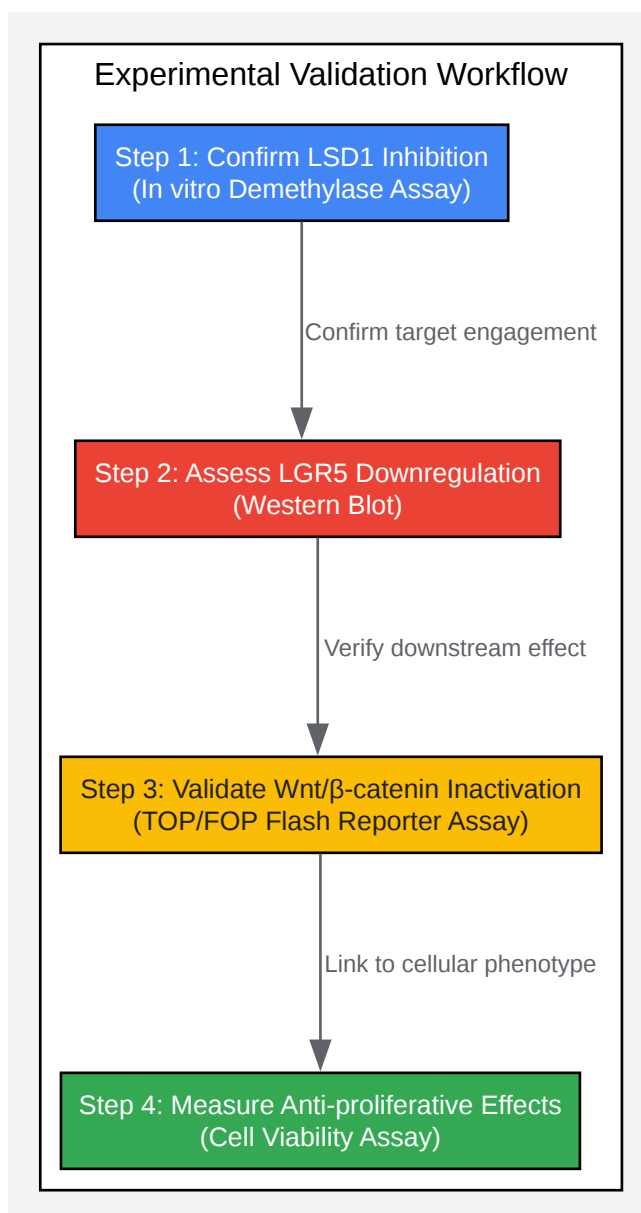 Experimental Validation Workflow
Step 1: Confirm LSD1 Inhibition
(In vitro Demethylase Assay)
Confirm target engagement
Step 2: Assess LGR5 Downregulation
(Western Blot)
Verify downstream effect
Step 3: Validate Wnt/β-catenin Inactivation
(TOP/FOP Flash Reporter Assay)
Link to cellular phenotype
Step 4: Measure Anti-proliferative Effects
(Cell Viability Assay)